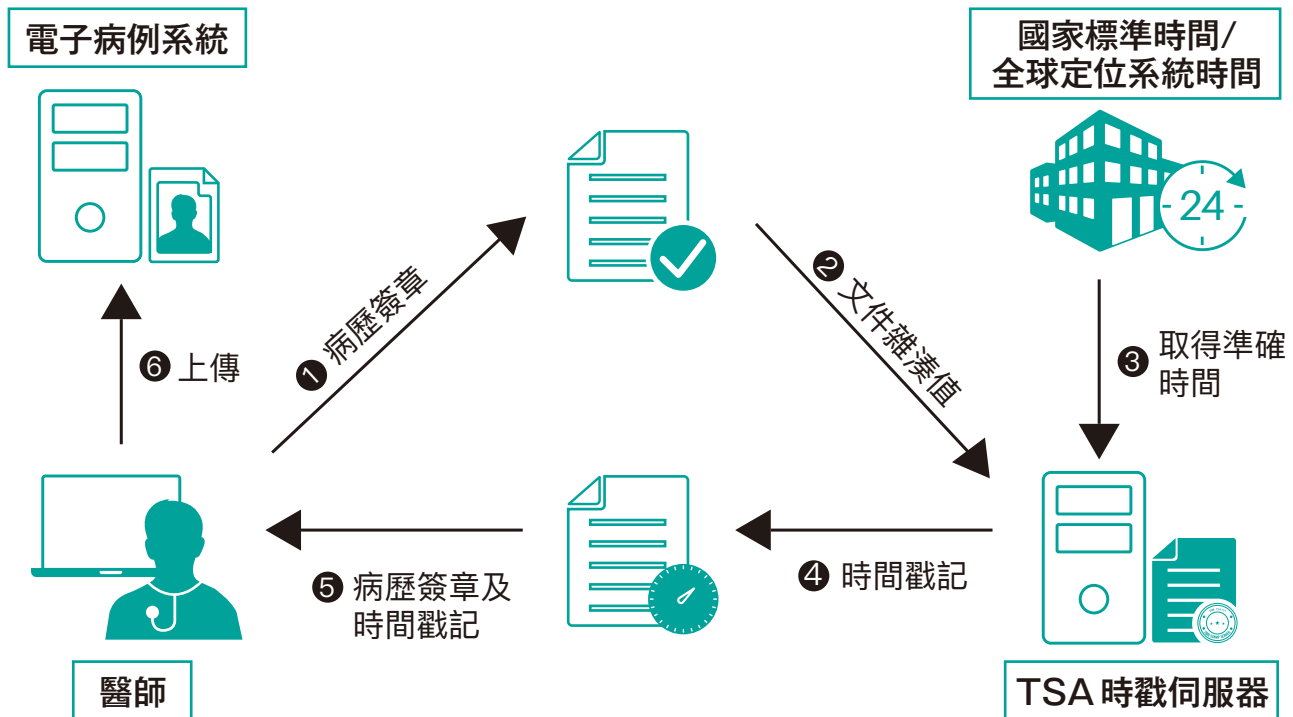 電子病例系統
國家標準時間/
全球定位系統時間
24
❶ 病歷簽章
❷ 文件雜湊值
❸ 取得準確
時間
❻ 上傳
❹ 時間戳記
❺ 病歷簽章及
時間戳記
醫師
TSA 時戳伺服器